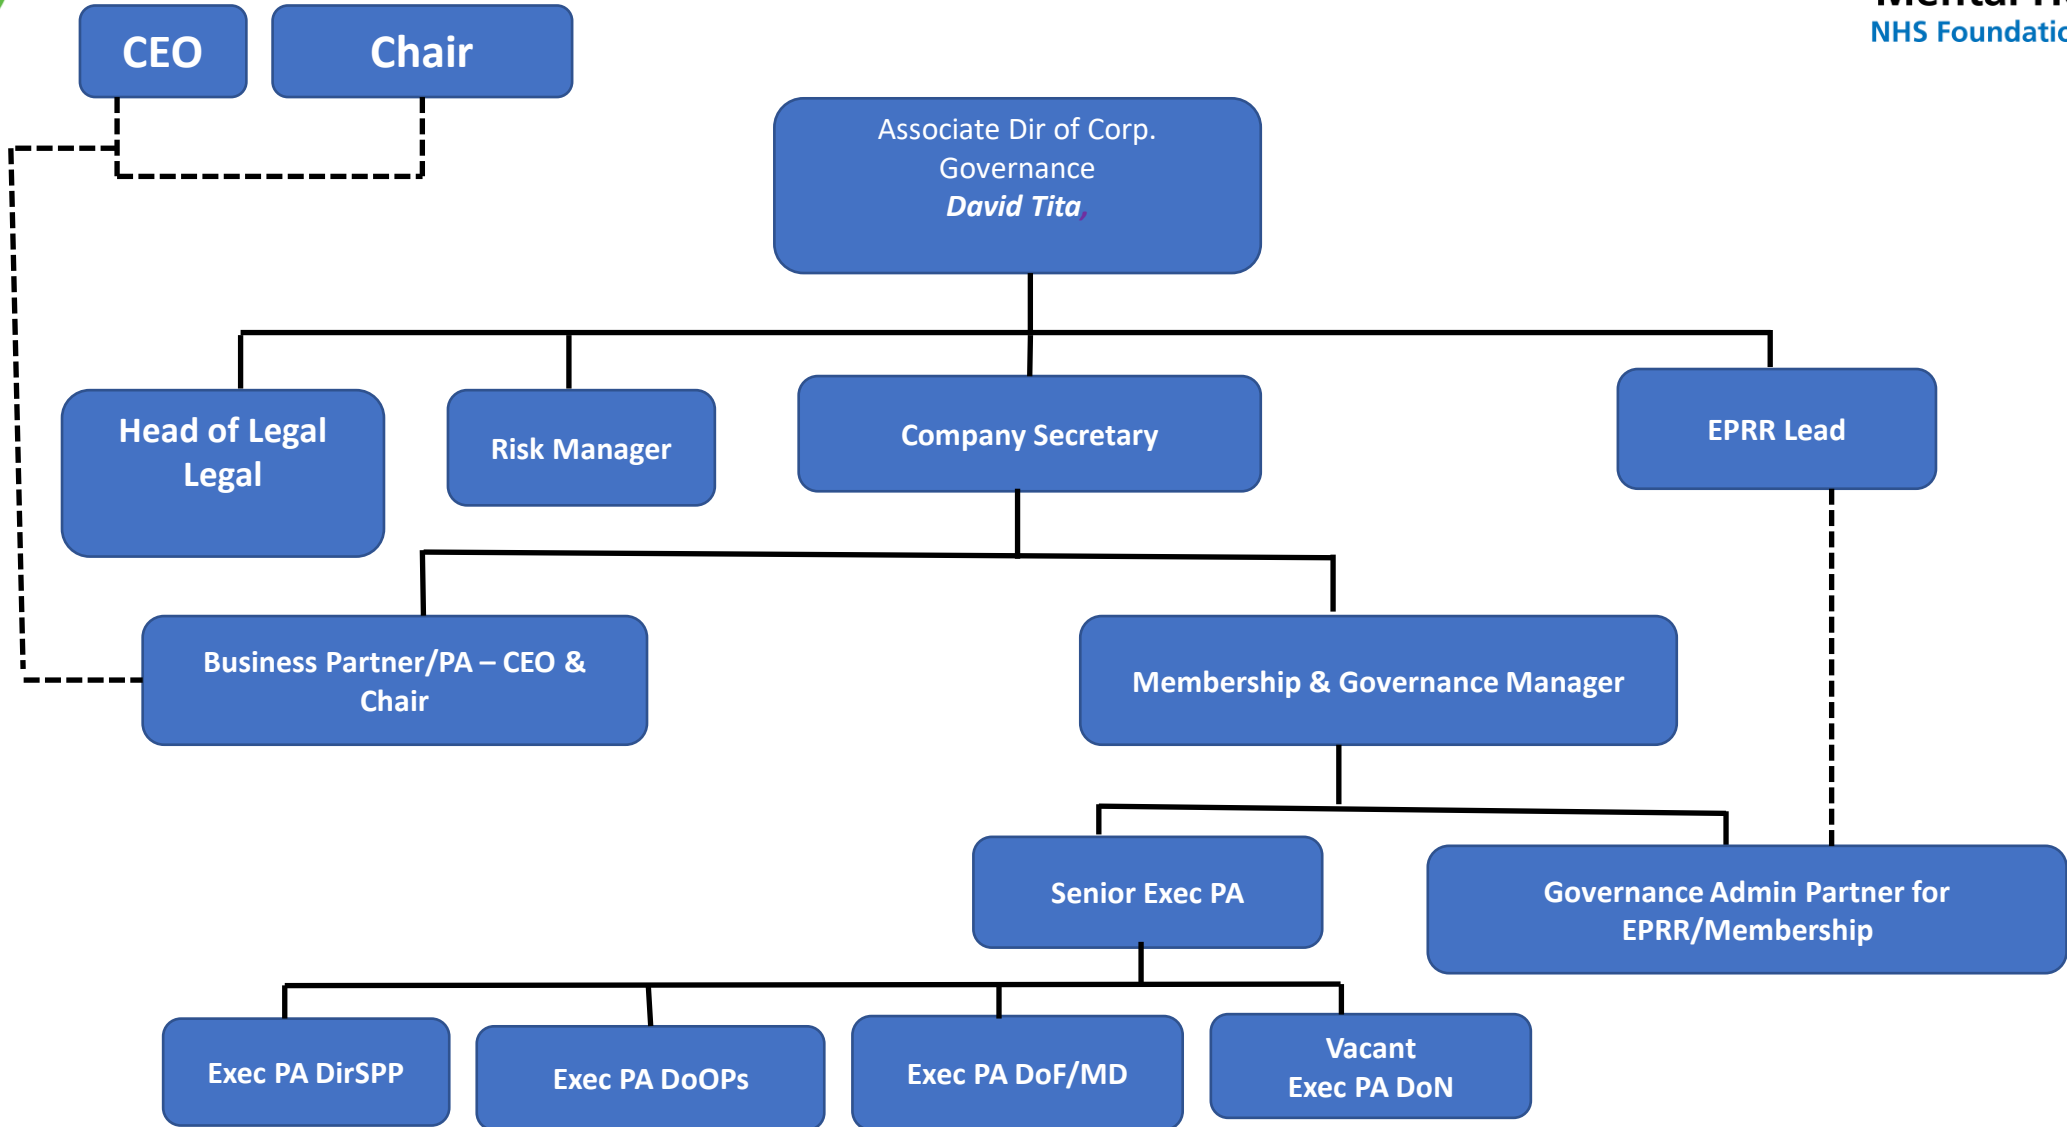 NHS Foundatio
CEO
Chair
Associate Dir of Corp.
Governance
David Tita,
Head of Legal
Legal
Risk Manager
Company Secretary
EPRR Lead
Business Partner/PA – CEO &
Chair
Membership & Governance Manager
Senior Exec PA
Governance Admin Partner for
EPRR/Membership
Exec PA DirSPP
Exec PA DoOPs
Exec PA DoF/MD
Vacant
Exec PA DoN